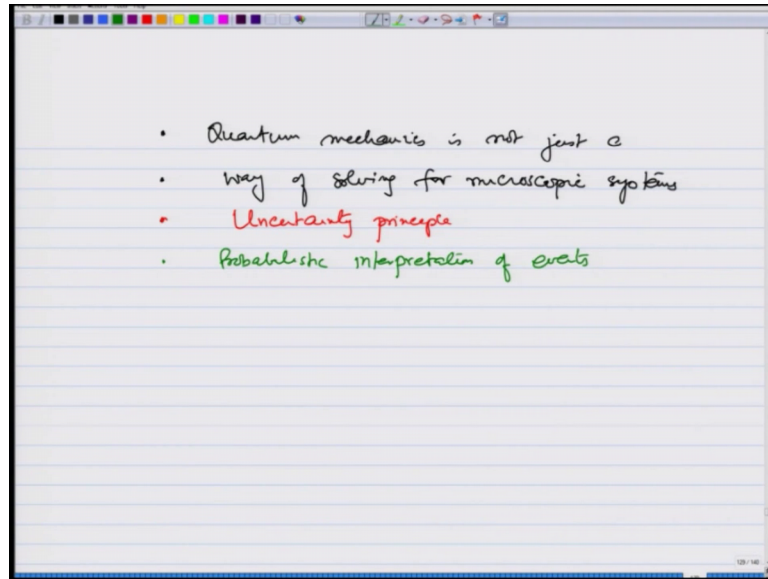 • Quantum mechanics is not just a
• way of solving for microscopic systems
• Uncertainty principle
• Probabilistic interpretation of events